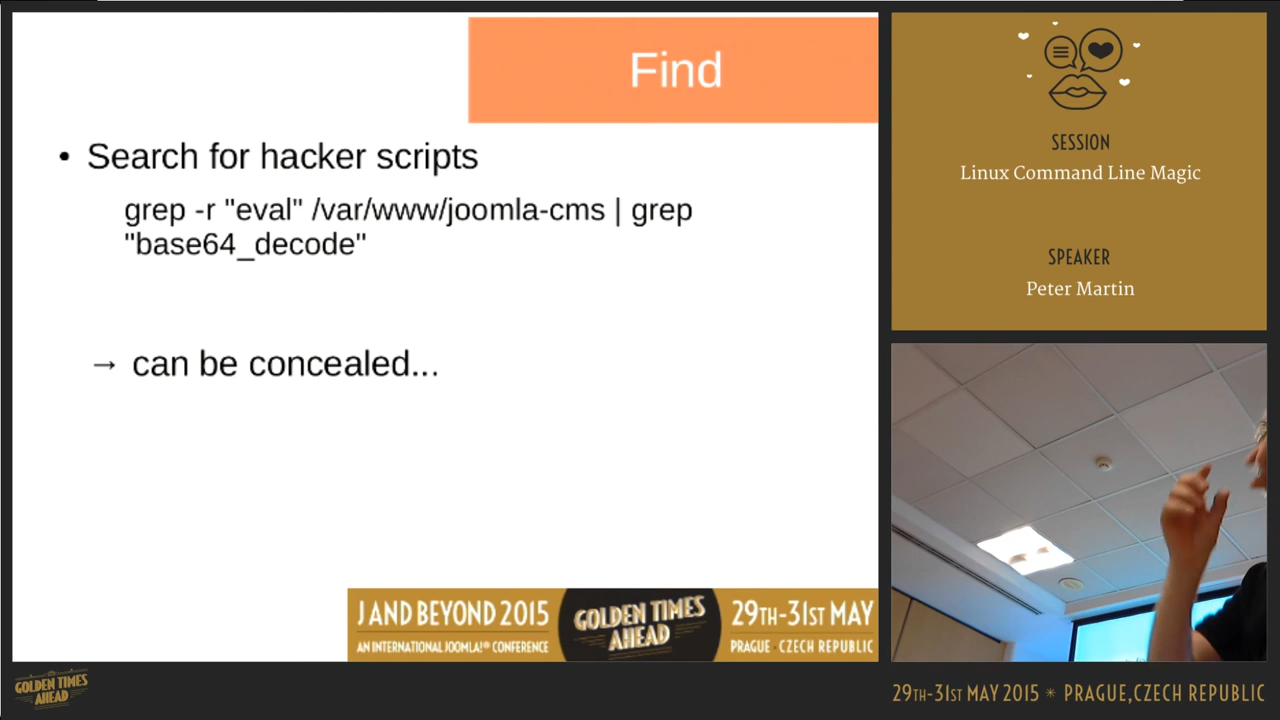 Find
• Search for hacker scripts
grep -r "eval" /var/www/joomla-cms | grep
"base64_decode"
→ can be concealed...
J AND BEYOND 2015
AN INTERNATIONAL JOOMLA!® CONFERENCE
GOLDEN TIMES
AHEAD
29TH-31ST MAY
PRAGUE · CZECH REPUBLIC
SESSION
Linux Command Line Magic
SPEAKER
Peter Martin
GOLDEN TIMES
AHEAD
29TH-31ST MAY 2015 * PRAGUE,CZECH REPUBLIC